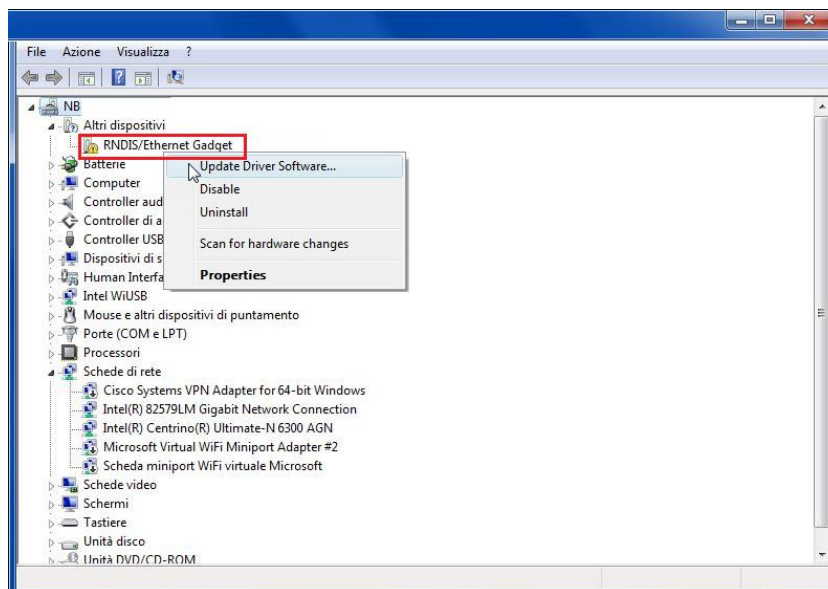 File Azione Visualizza ?
NB
Altri dispositivi
RNDIS/Ethernet Gadget
Batterie
Update Driver Software...
Computer
Disable
Controller aud
Controller di a
Uninstall
Controller USB
Scan for hardware changes
Dispositivi di s
Human Interfa
Properties
Intel WiUSB
Mouse e altri dispositivi di puntamento
Porte (COM e LPT)
Processori
Schede di rete
Cisco Systems VPN Adapter for 64-bit Windows
Intel(R) 82579LM Gigabit Network Connection
Intel(R) Centrino(R) Ultimate-N 6300 AGN
Microsoft Virtual WiFi Miniport Adapter #2
Scheda miniport WiFi virtuale Microsoft
Schede video
Schermi
Tastiere
Unità disco
Unità DVD/CD-ROM